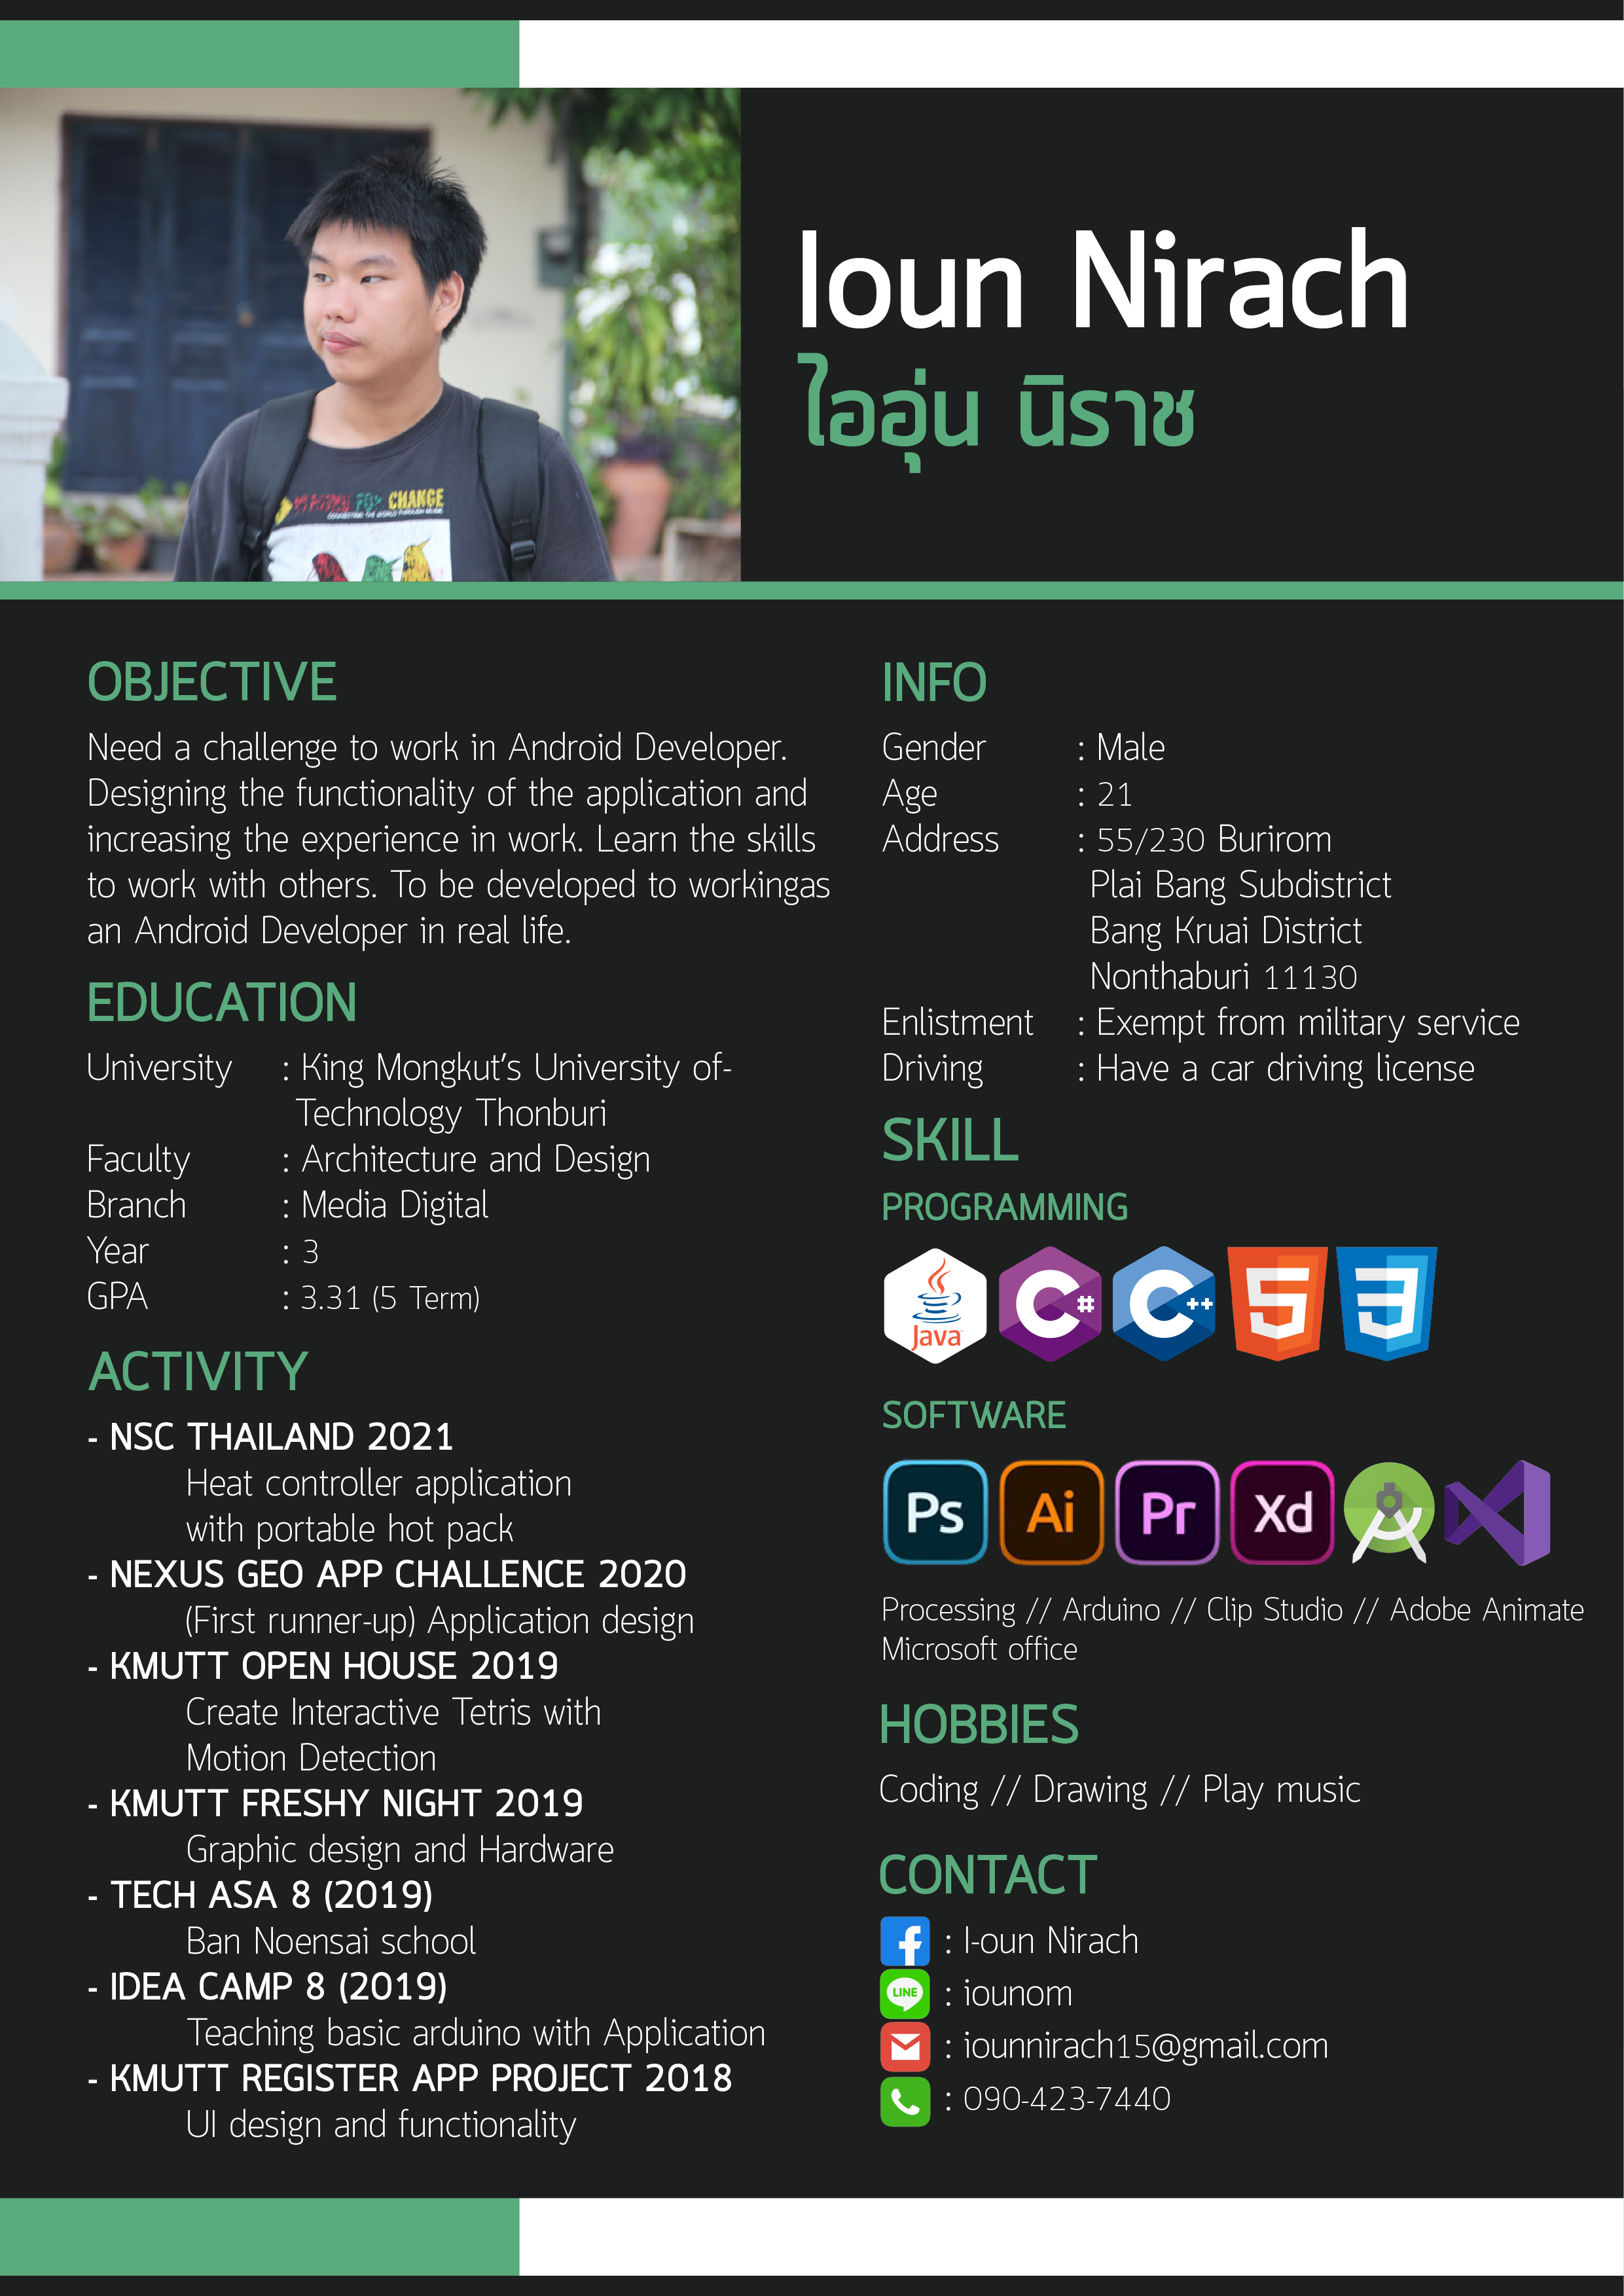 Ioun Nirach
ไออุ่น นิราช
CHANGE
OBJECTIVE
Need a challenge to work in Android Developer.
Designing the functionality of the application and
increasing the experience in work. Learn the skills
to work with others. To be developed to workingas
an Android Developer in real life.
EDUCATION
University : King Mongkut's University of-
Technology Thonburi
Faculty : Architecture and Design
Branch : Media Digital
Year : 3
GPA : 3.31 (5 Term)
ACTIVITY
- NSC THAILAND 2021
Heat controller application
with portable hot pack
- NEXUS GEO APP CHALLENCE 2020
(First runner-up) Application design
- KMUTT OPEN HOUSE 2019
Create Interactive Tetris with
Motion Detection
- KMUTT FRESHY NIGHT 2019
Graphic design and Hardware
- TECH ASA 8 (2019)
Ban Noensai school
- IDEA CAMP 8 (2019)
Teaching basic arduino with Application
- KMUTT REGISTER APP PROJECT 2018
UI design and functionality
INFO
Gender : Male
Age : 21
Address : 55/230 Burirom
Plai Bang Subdistrict
Bang Kruai District
Nonthaburi 11130
Enlistment : Exempt from military service
Driving : Have a car driving license
SKILL
PROGRAMMING
Java C# C++ 5 3
SOFTWARE
Ps Ai Pr Xd
Processing // Arduino // Clip Studio // Adobe Animate
Microsoft office
HOBBIES
Coding // Drawing // Play music
CONTACT
f : I-oun Nirach
LINE : iounom
: iounnirach15@gmail.com
: 090-423-7440